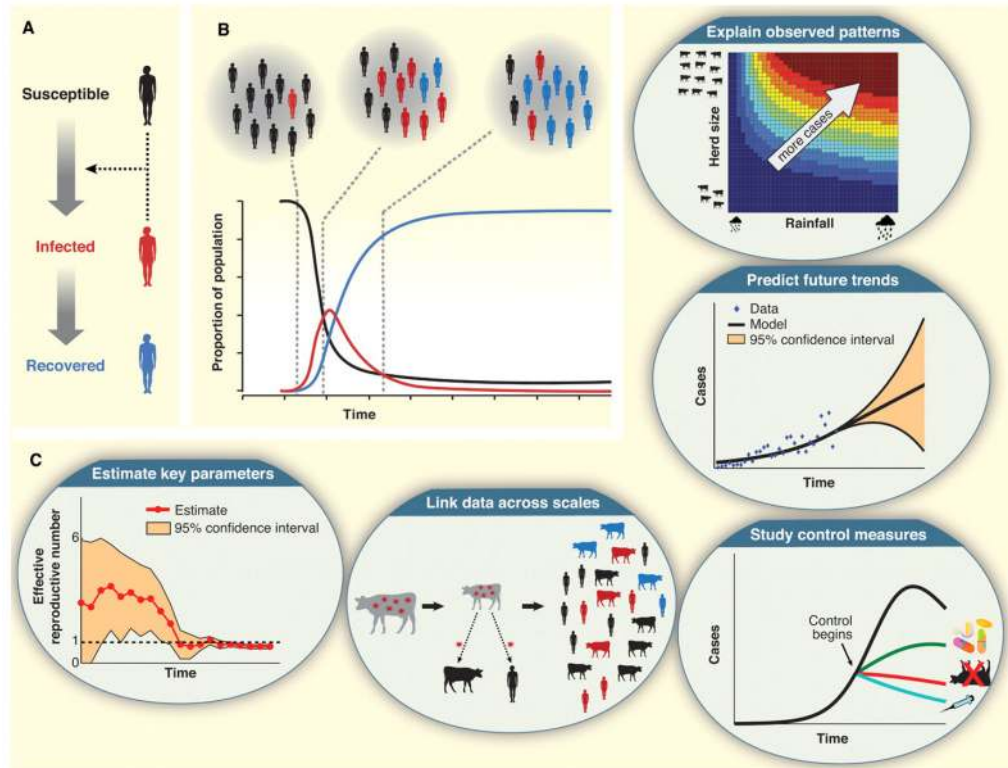 A
Susceptible
Infected
Recovered
B
Proportion of population
Time
Explain observed patterns
Herd size
more cases
Rainfall
Predict future trends
Data
Model
95% confidence interval
Cases
Time
C
Estimate key parameters
Estimate
95% confidence interval
Effective
reproductive number
6
1
0
Time
Link data across scales
Study control measures
Control
begins
Cases
Time